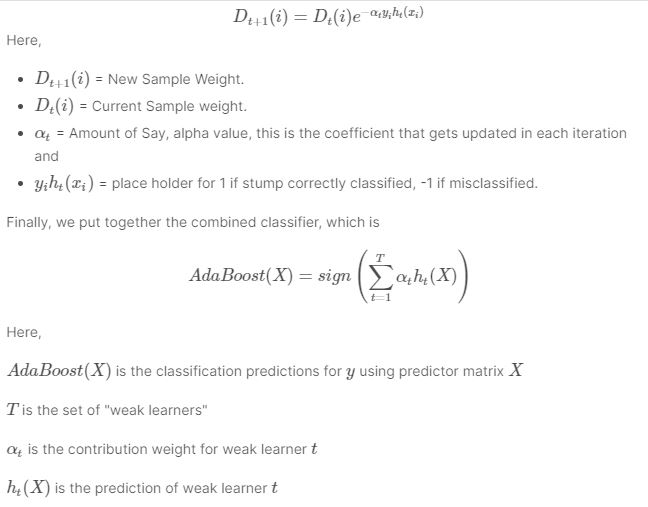 $D_{t+1}(i) = D_t(i)e^{-\alpha_t y_i h_t(x_i)}$
Here,
• $D_{t+1}(i)$ = New Sample Weight.
• $D_t(i)$ = Current Sample weight.
• $\alpha_t$ = Amount of Say, alpha value, this is the coefficient that gets updated in each iteration
and
• $y_i h_t(x_i)$ = place holder for 1 if stump correctly classified, -1 if misclassified.
Finally, we put together the combined classifier, which is
$AdaBoost(X) = sign\left(\sum_{t=1}^{T} \alpha_t h_t(X)\right)$
Here,
$AdaBoost(X)$ is the classification predictions for $y$ using predictor matrix $X$
$T$ is the set of "weak learners"
$\alpha_t$ is the contribution weight for weak learner $t$
$h_t(X)$ is the prediction of weak learner $t$